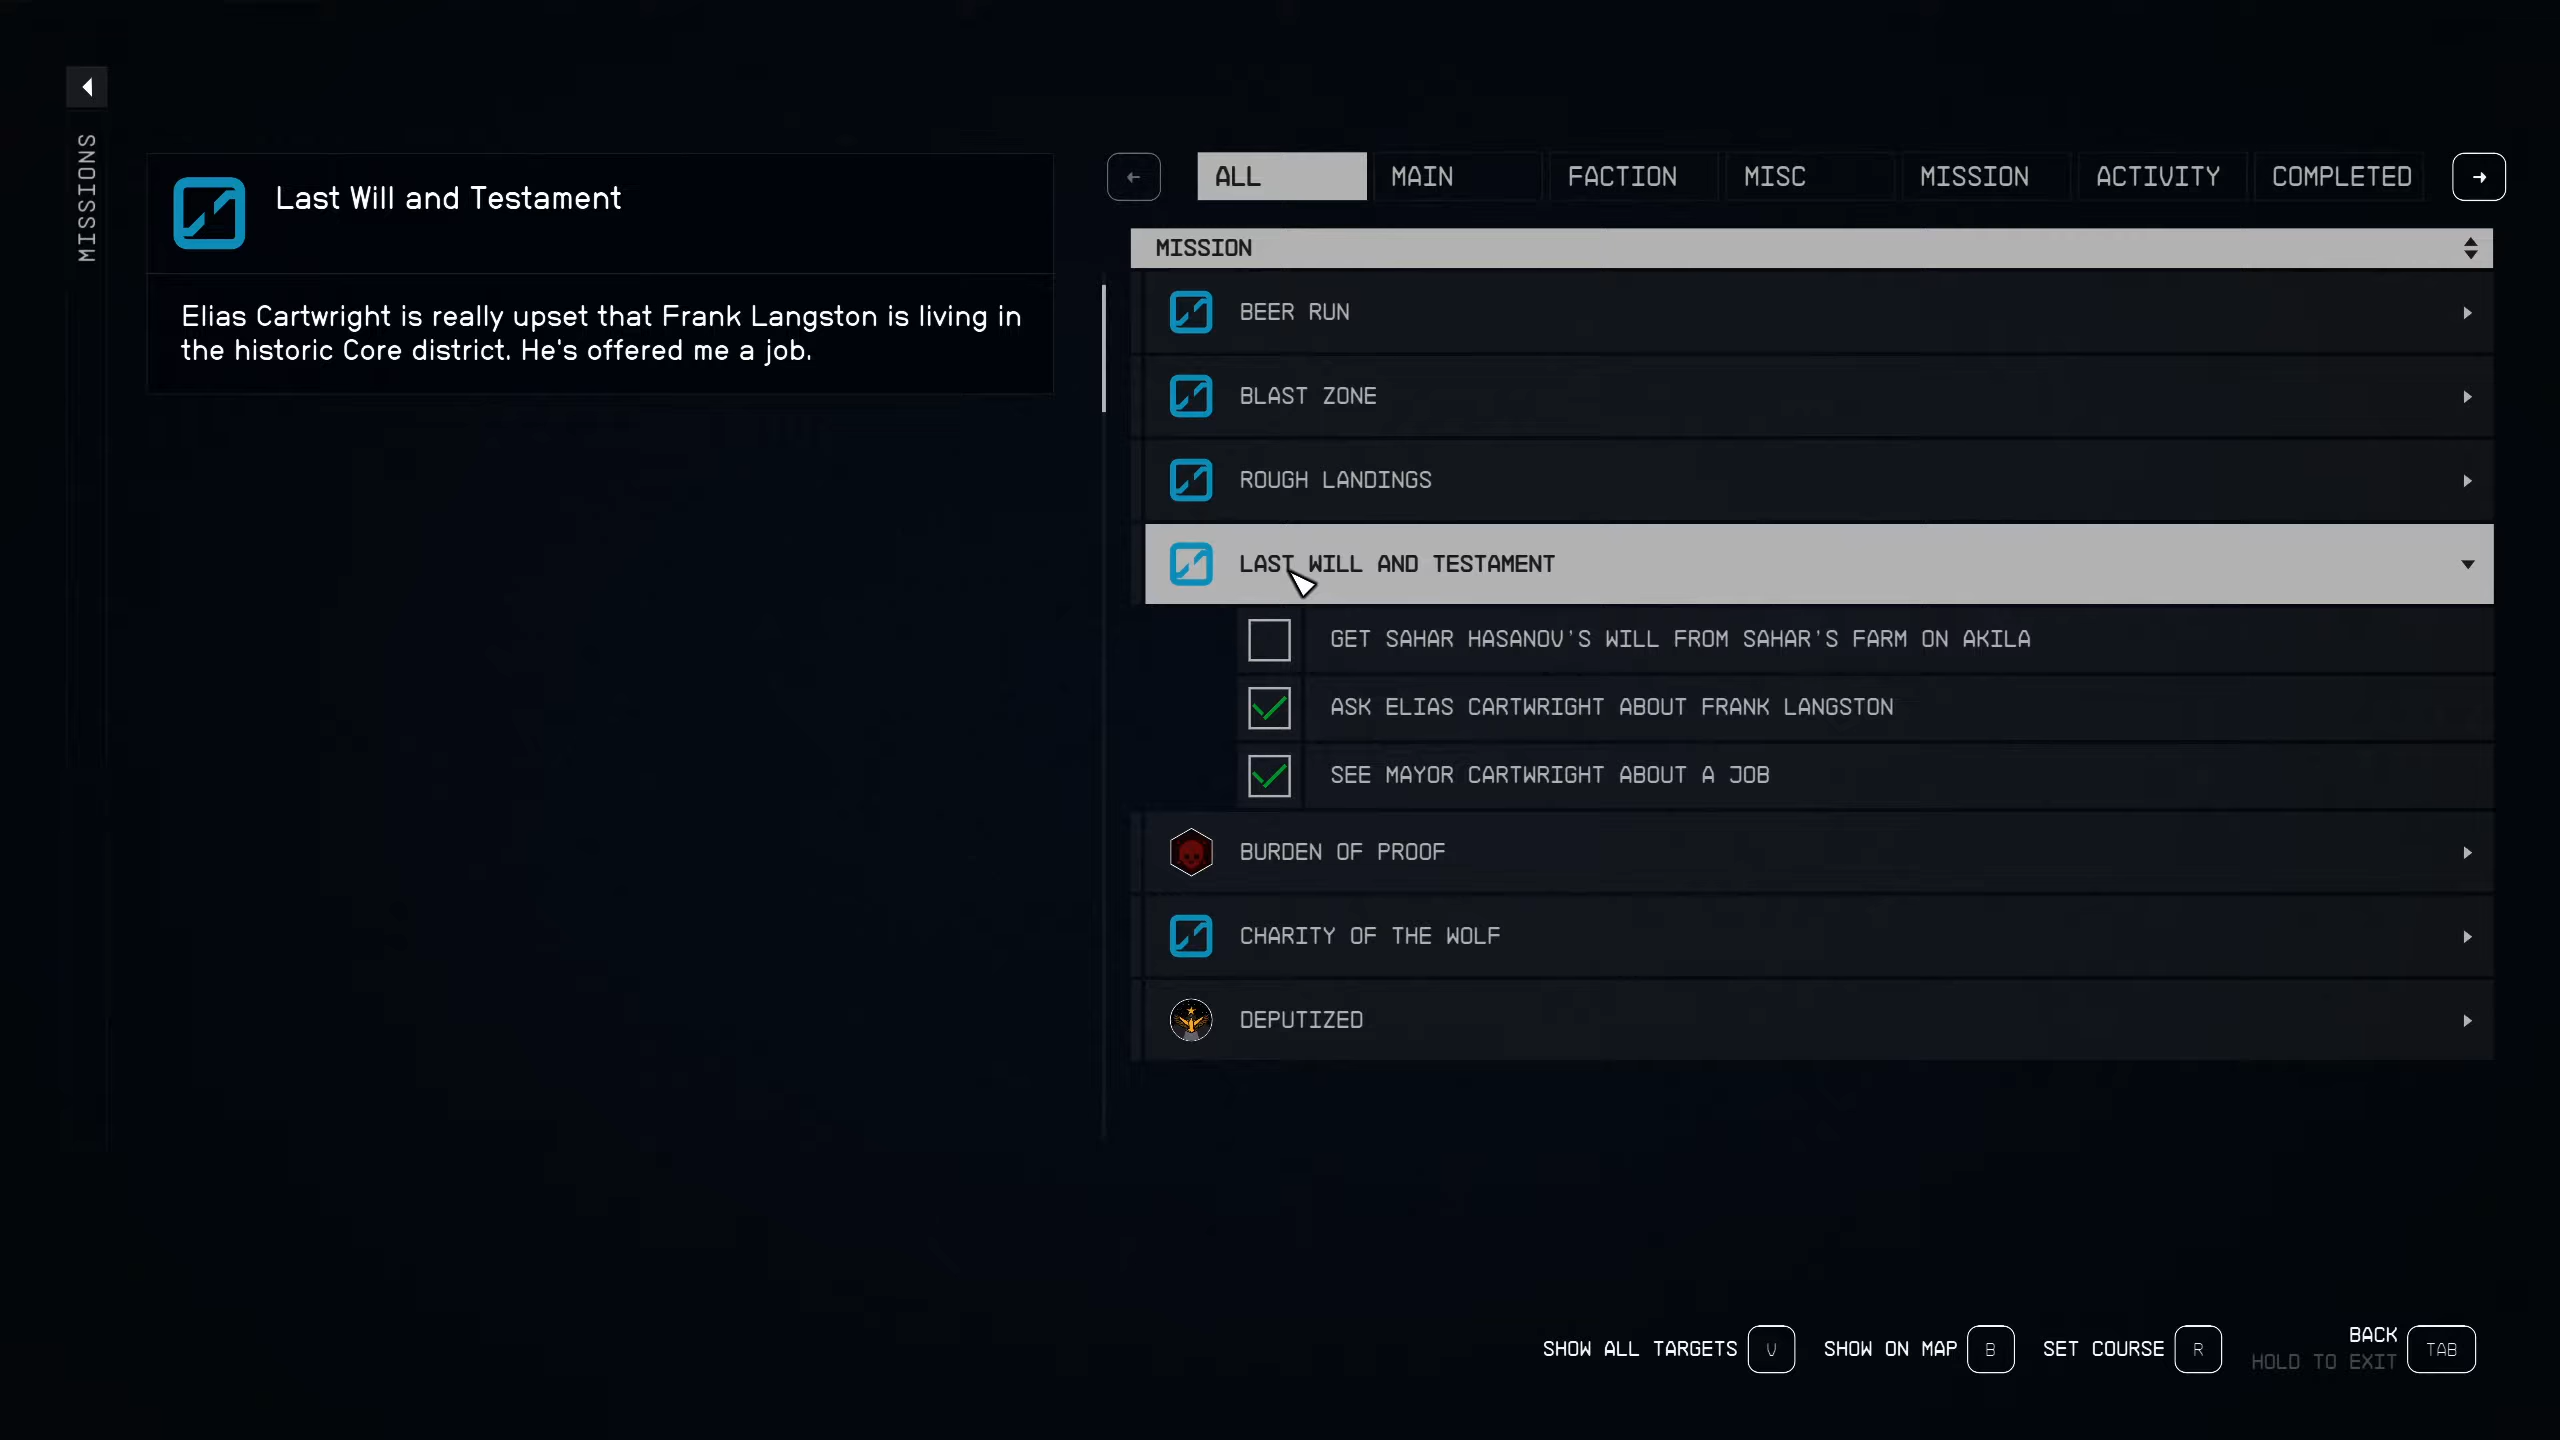 MISSIONS
Last Will and Testament
Elias Cartwright is really upset that Frank Langston is living in
the historic Core district. He's offered me a job.
ALL
MAIN
FACTION
MISC
MISSION
ACTIVITY
COMPLETED
MISSION
BEER RUN
BLAST ZONE
ROUGH LANDINGS
LAST WILL AND TESTAMENT
GET SAHAR HASANOV'S WILL FROM SAHAR'S FARM ON AKILA
ASK ELIAS CARTWRIGHT ABOUT FRANK LANGSTON
SEE MAYOR CARTWRIGHT ABOUT A JOB
BURDEN OF PROOF
CHARITY OF THE WOLF
DEPUTIZED
SHOW ALL TARGETS V
SHOW ON MAP B
SET COURSE R
BACK
HOLD TO EXIT
TAB